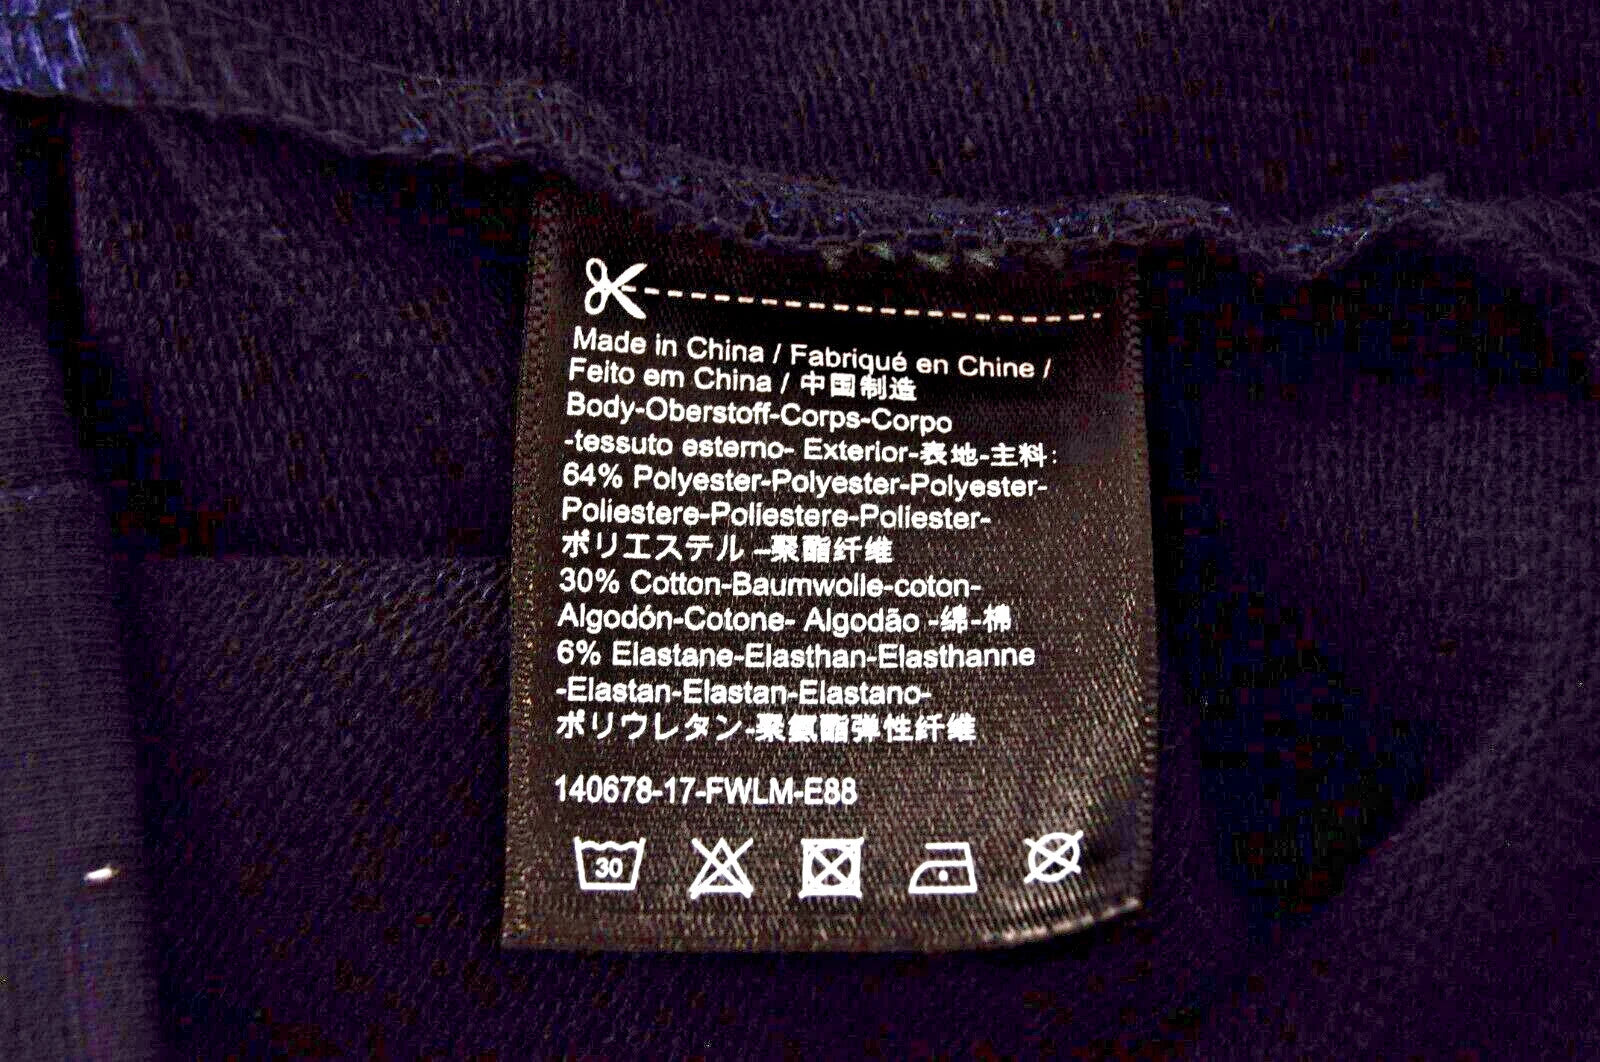 Made in China / Fabriqué en Chine /
Feito em China / 中国制造
Body-Oberstoff-Corps-Corpo
-tessuto esterno- Exterior-表地-主料:
64% Polyester-Polyester-Polyester-
Poliestere-Poliestere-Poliester-
ポリエステル –聚酯纤维
30% Cotton-Baumwolle-coton-
Algodón-Cotone- Algodão -绵-棉
6% Elastane-Elasthan-Elasthanne
-Elastan-Elastan-Elastano-
ポリウレタン-聚氨酯弹性纤维
140678-17-FWLM-E88
30